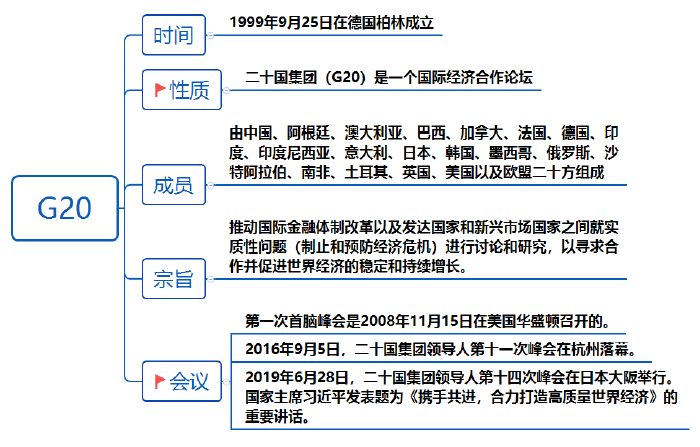 G20
时间
1999年9月25日在德国柏林成立
性质
二十国集团（G20）是一个国际经济合作论坛
成员
由中国、阿根廷、澳大利亚、巴西、加拿大、法国、德国、印
度、印度尼西亚、意大利、日本、韩国、墨西哥、俄罗斯、沙
特阿拉伯、南非、土耳其、英国、美国以及欧盟二十方组成
宗旨
推动国际金融体制改革以及发达国家和新兴市场国家之间就实
质性问题（制止和预防经济危机）进行讨论和研究，以寻求合
作并促进世界经济的稳定和持续增长。
会议
第一次首脑峰会是2008年11月15日在美国华盛顿召开的。
2016年9月5日，二十国集团领导人第十一次峰会在杭州落幕。
2019年6月28日，二十国集团领导人第十四次峰会在日本大阪举行。
国家主席习近平发表题为《携手共进，合力打造高质量世界经济》的
重要讲话。